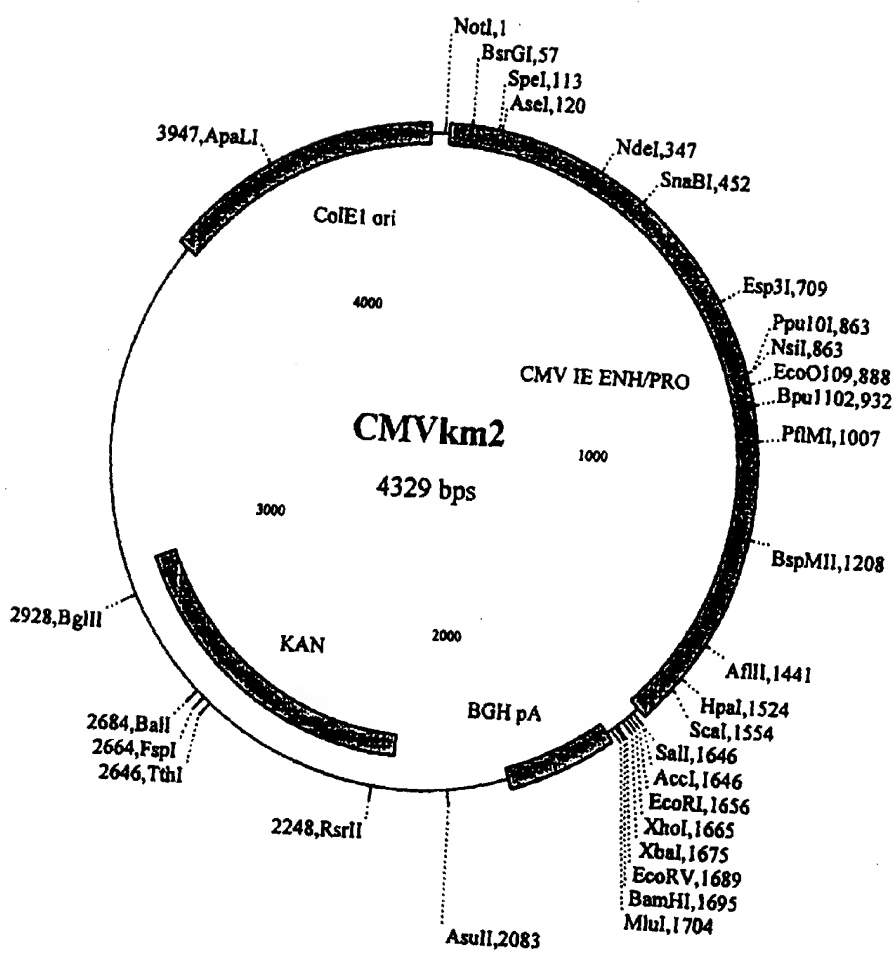 NotI,1
BsrGI,57
SpeI,113
AseI,120
3947,ApaLI
NdeI,347
SnaBI,452
ColE1 ori
Esp3I,709
4000
Ppu10I,863
NsiI,863
EcoO109,888
CMV IE ENH/PRO
Bpu1102,932
CMVkm2
PflMI,1007
1000
4329 bps
3000
BspMII,1208
2928,BglII
2000
KAN
AflII,1441
HpaI,1524
BGH pA
2684,BalI
ScaI,1554
2664,FspI
SalI,1646
2646,TthI
AccI,1646
EcoRI,1656
2248,RsrII
XhoI,1665
XbaI,1675
EcoRV,1689
BamHI,1695
MluI,1704
AsuII,2083